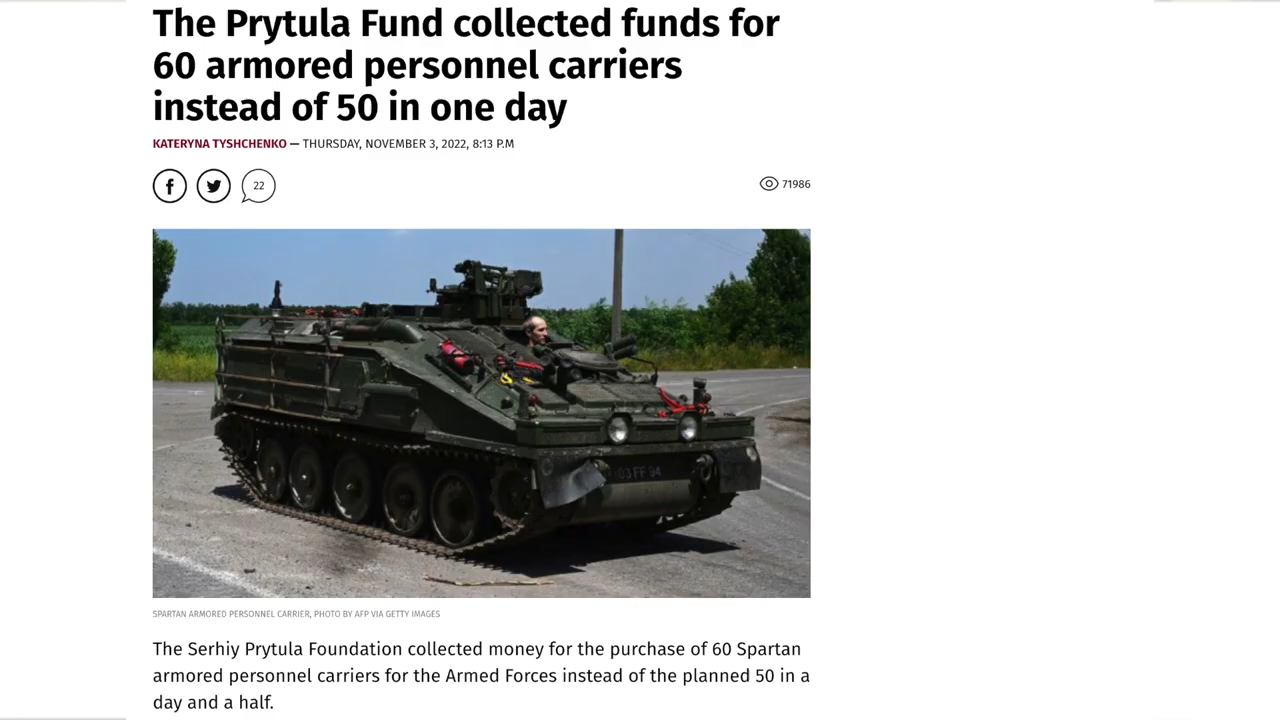 The Prytula Fund collected funds for
60 armored personnel carriers
instead of 50 in one day
KATERYNA TYSHCHENKO — THURSDAY, NOVEMBER 3, 2022, 8:13 P.M
22
71986
03 FF 94
SPARTAN ARMORED PERSONNEL CARRIER, PHOTO BY AFP VIA GETTY IMAGES
The Serhiy Prytula Foundation collected money for the purchase of 60 Spartan
armored personnel carriers for the Armed Forces instead of the planned 50 in a
day and a half.